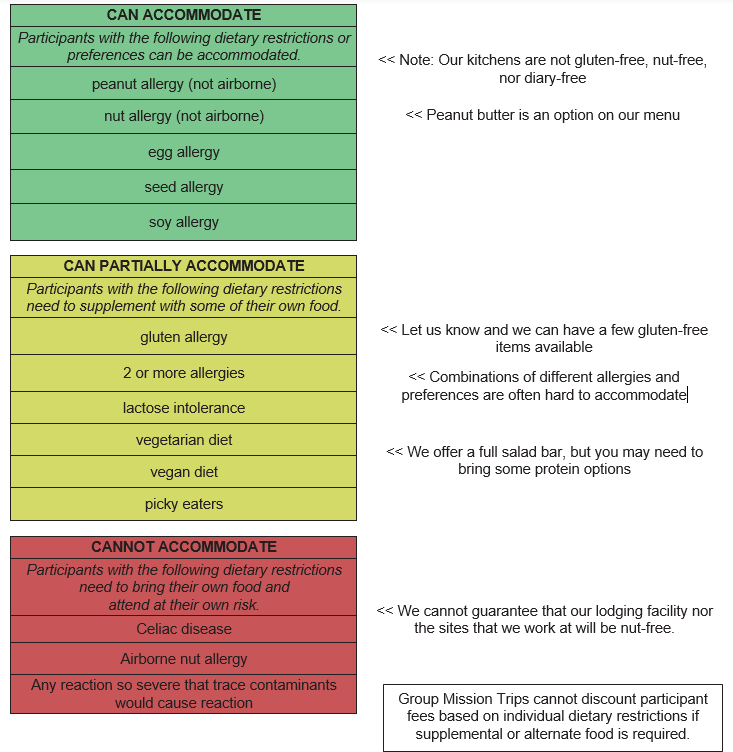 CAN ACCOMMODATE
Participants with the following dietary restrictions or
preferences can be accommodated.
<< Note: Our kitchens are not gluten-free, nut-free,
nor diary-free
peanut allergy (not airborne)
nut allergy (not airborne)
<< Peanut butter is an option on our menu
egg allergy
seed allergy
soy allergy
CAN PARTIALLY ACCOMMODATE
Participants with the following dietary restrictions
need to supplement with some of their own food.
gluten allergy
<< Let us know and we can have a few gluten-free
items available
2 or more allergies
<< Combinations of different allergies and
preferences are often hard to accommodate
lactose intolerance
vegetarian diet
<< We offer a full salad bar, but you may need to
bring some protein options
vegan diet
picky eaters
CANNOT ACCOMMODATE
Participants with the following dietary restrictions
need to bring their own food and
attend at their own risk.
<< We cannot guarantee that our lodging facility nor
the sites that we work at will be nut-free.
Celiac disease
Airborne nut allergy
Any reaction so severe that trace contaminants
would cause reaction
Group Mission Trips cannot discount participant
fees based on individual dietary restrictions if
supplemental or alternate food is required.